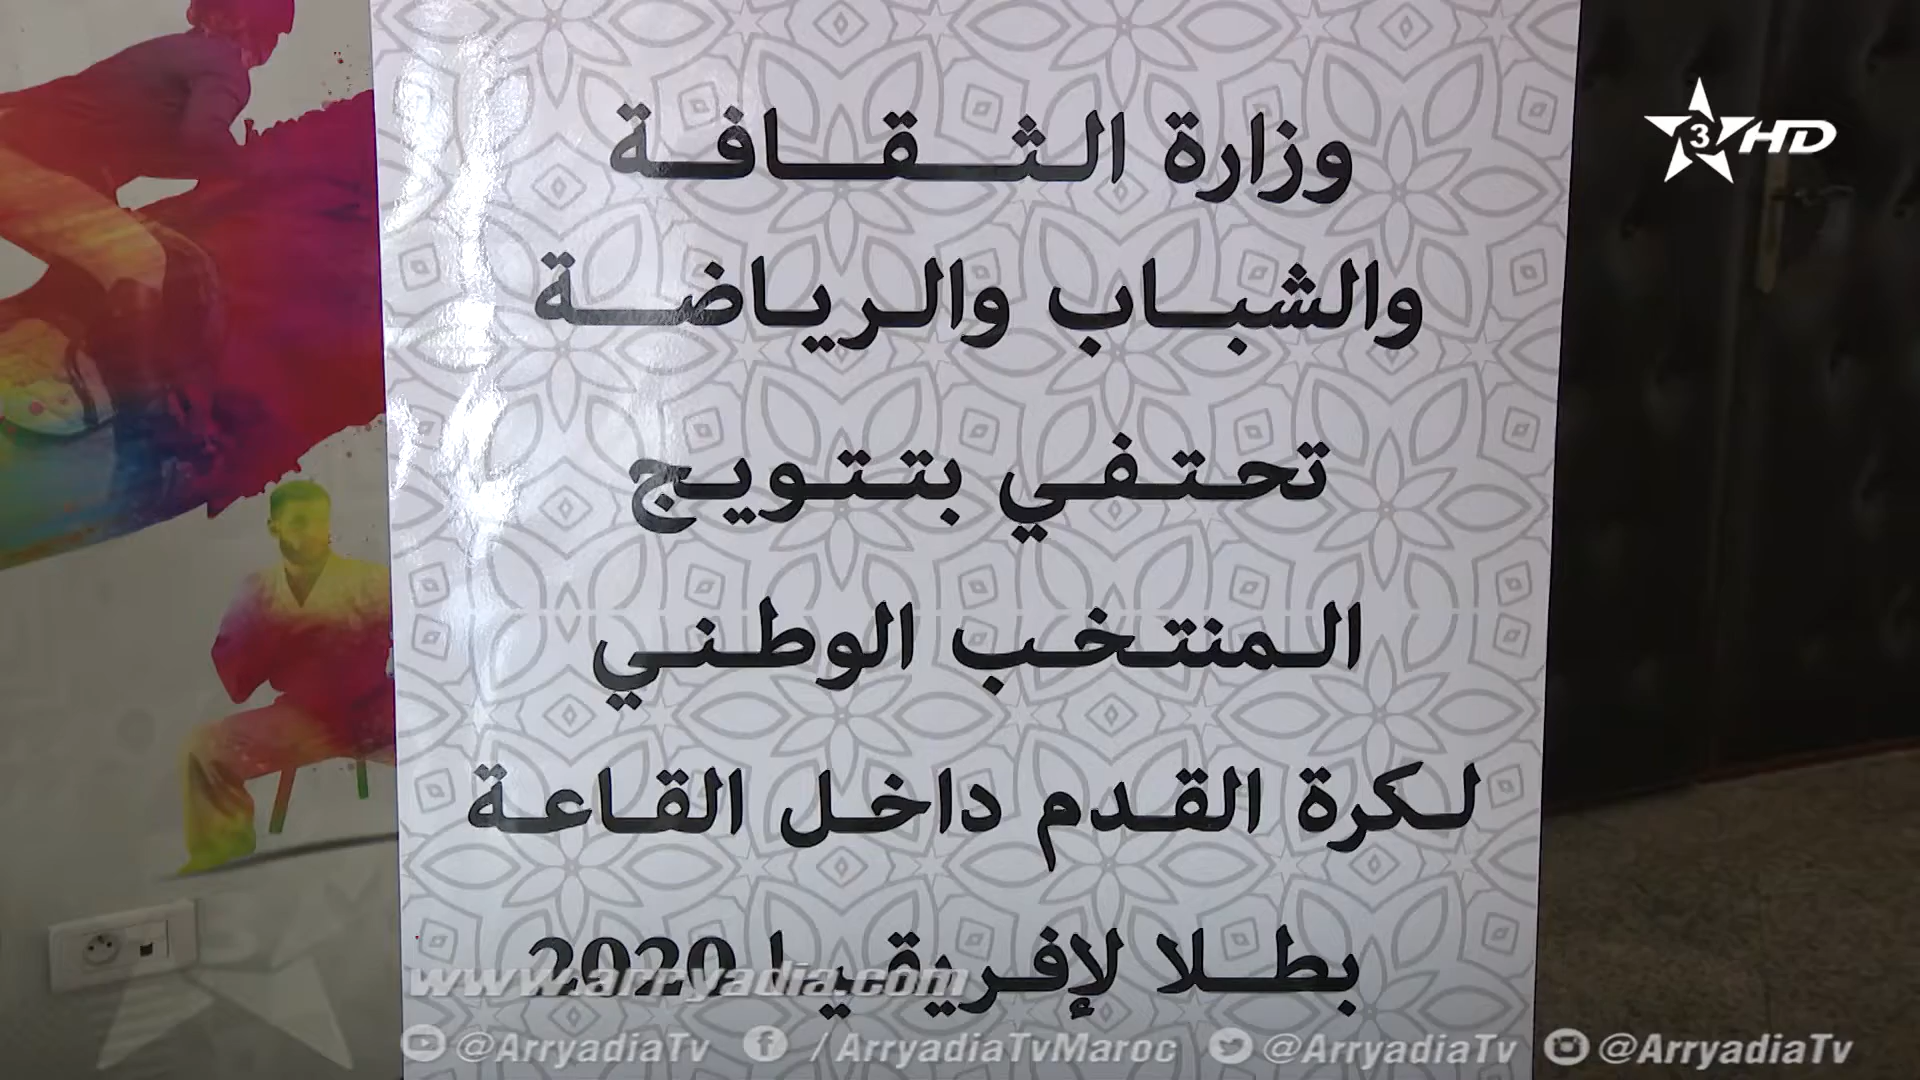 3 HD
وزارة الثقافة
والشباب والرياضة
تحتفي بتتويج
المنتخب الوطني
لكرة القدم داخل القاعة
بطلا لإفريقيا 2020
www.arryadia.com
@ArryadiaTv /ArryadiaTvMaroc @ArryadiaTv @ArryadiaTv